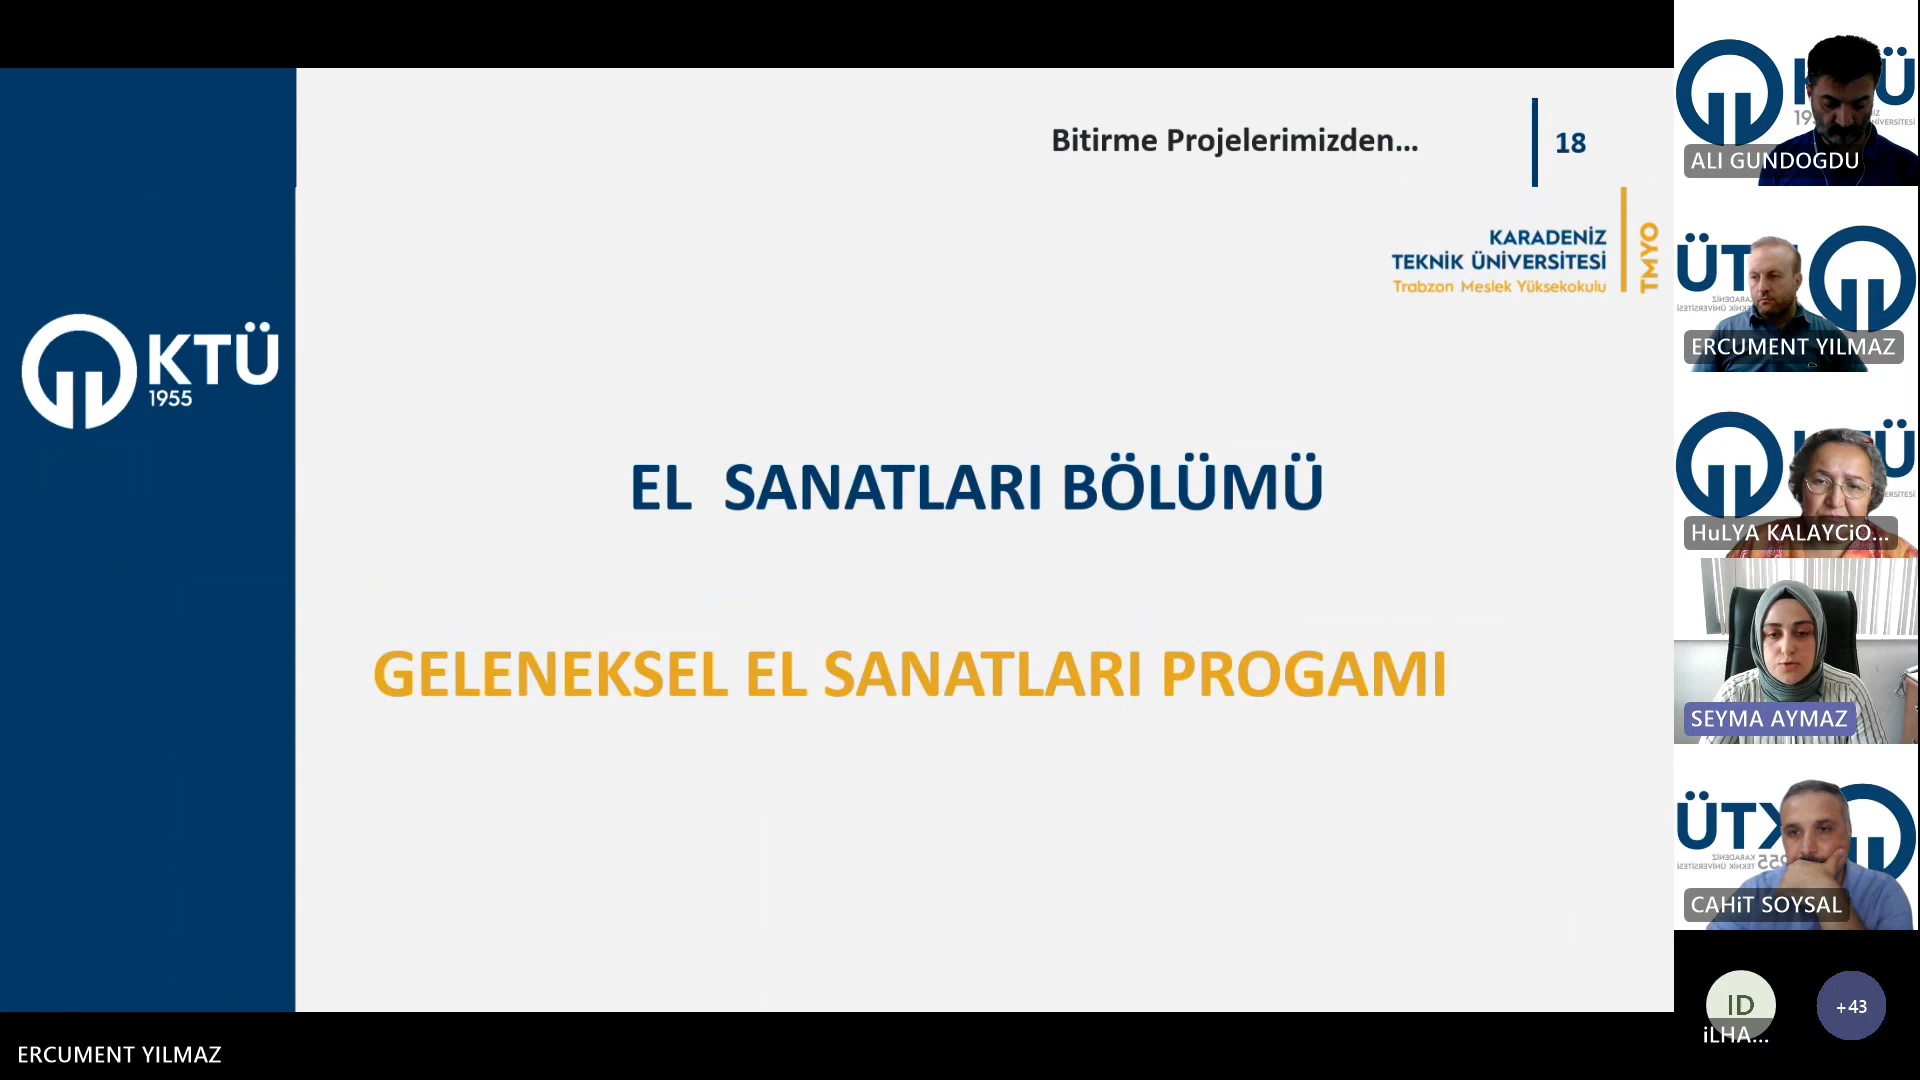 Bitirme Projelerimizden...
18
KARADENİZ
TEKNİK ÜNİVERSİTESİ
Trabzon Meslek Yüksekokulu
TMYO
KTÜ
1955
EL  SANATLARI BÖLÜMÜ
GELENEKSEL EL SANATLARI PROGAMI
ALI GUNDOGDU
ERCUMENT YILMAZ
HuLYA KALAYCiO...
SEYMA AYMAZ
CAHiT SOYSAL
ID
iLHA...
+43
ERCUMENT YILMAZ